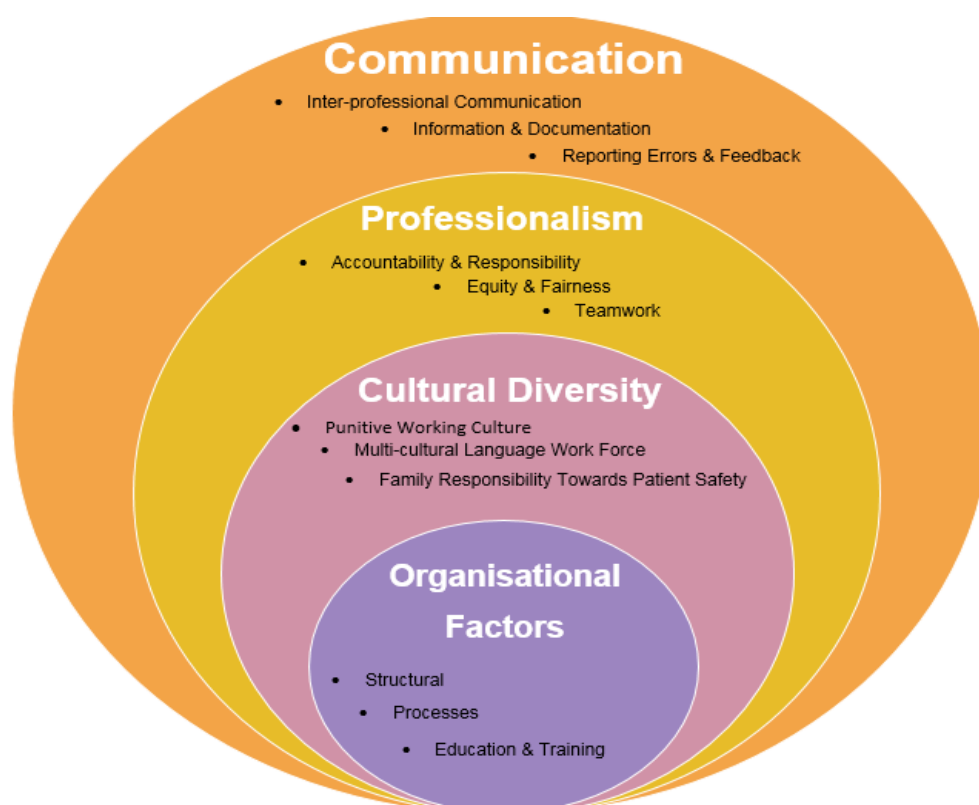 Communication
• Inter-professional Communication
• Information & Documentation
• Reporting Errors & Feedback
Professionalism
• Accountability & Responsibility
• Equity & Fairness
• Teamwork
Cultural Diversity
• Punitive Working Culture
• Multi-cultural Language Work Force
• Family Responsibility Towards Patient Safety
Organisational
Factors
• Structural
• Processes
• Education & Training